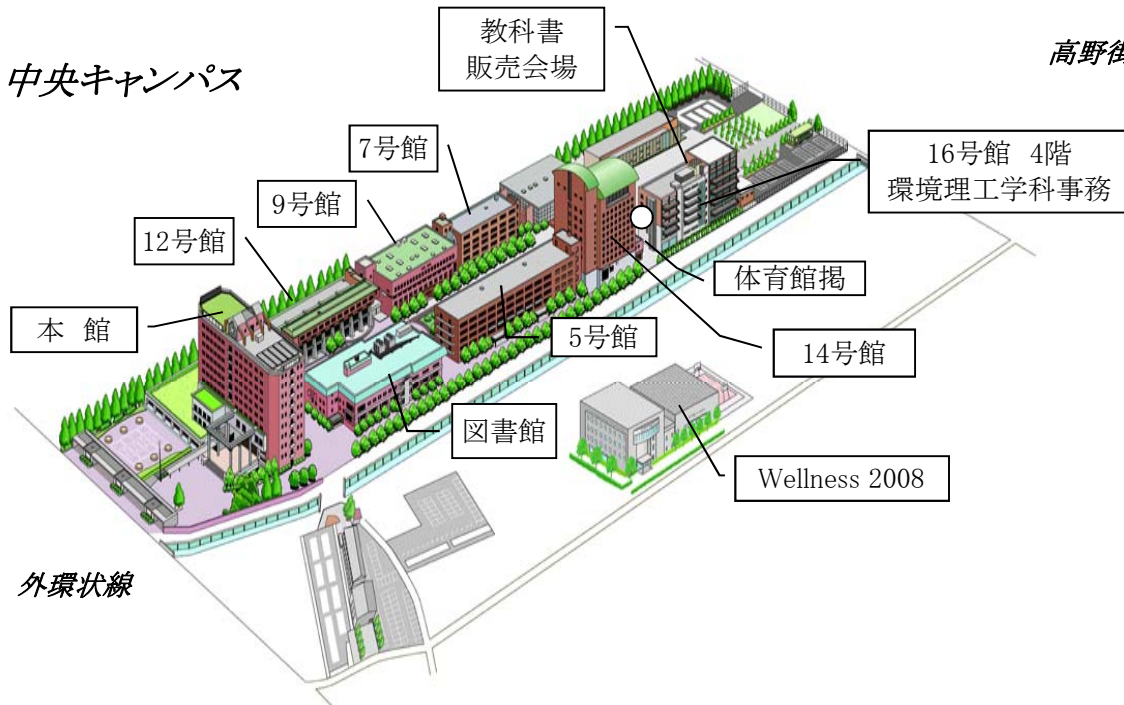 中央キャンパス
教科書
販売会場
高野街
7号館
16号館 4階
環境理工学科事務
9号館
12号館
体育館掲
本 館
5号館
14号館
図書館
Wellness 2008
外環状線